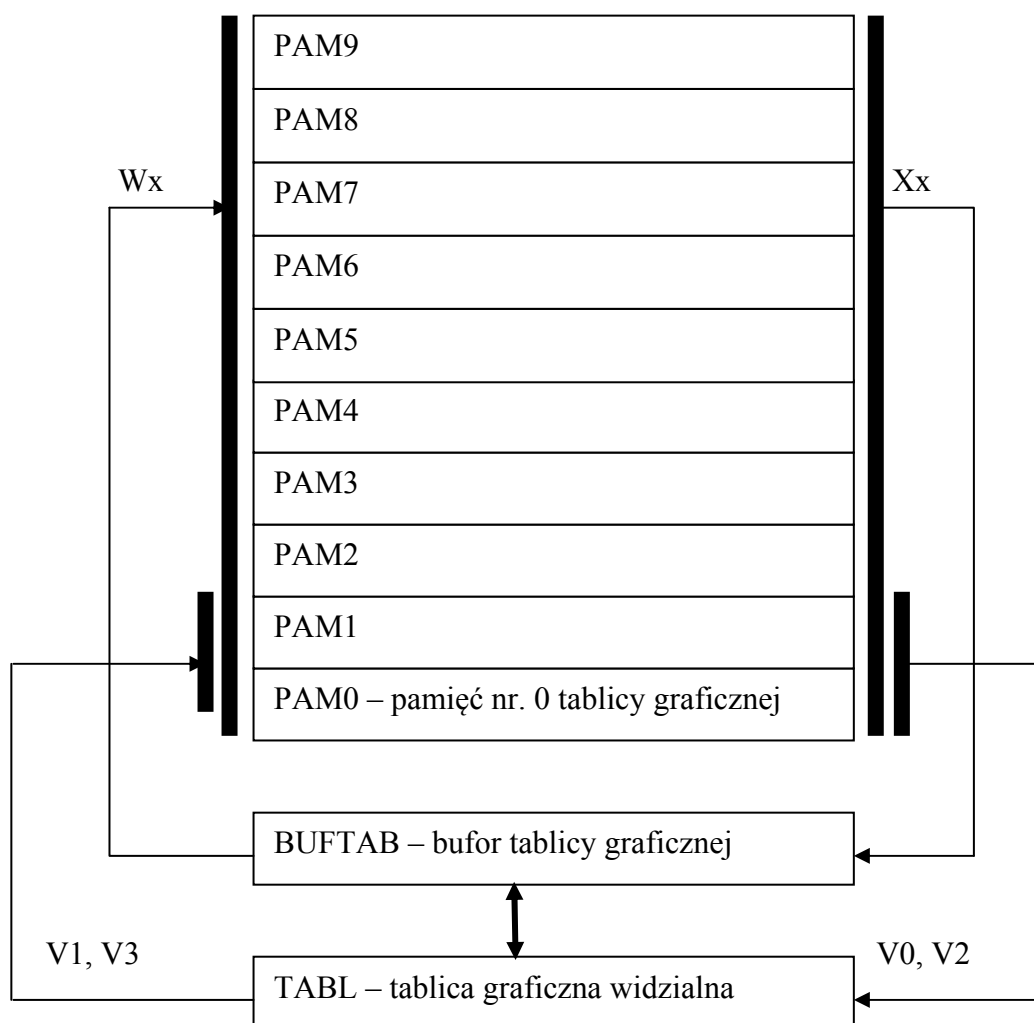 PAM9
PAM8
Wx
Xx
PAM7
PAM6
PAM5
PAM4
PAM3
PAM2
PAM1
PAM0 – pamięć nr. 0 tablicy graficznej
BUFTAB – bufor tablicy graficznej
V1, V3
V0, V2
TABL – tablica graficzna widzialna